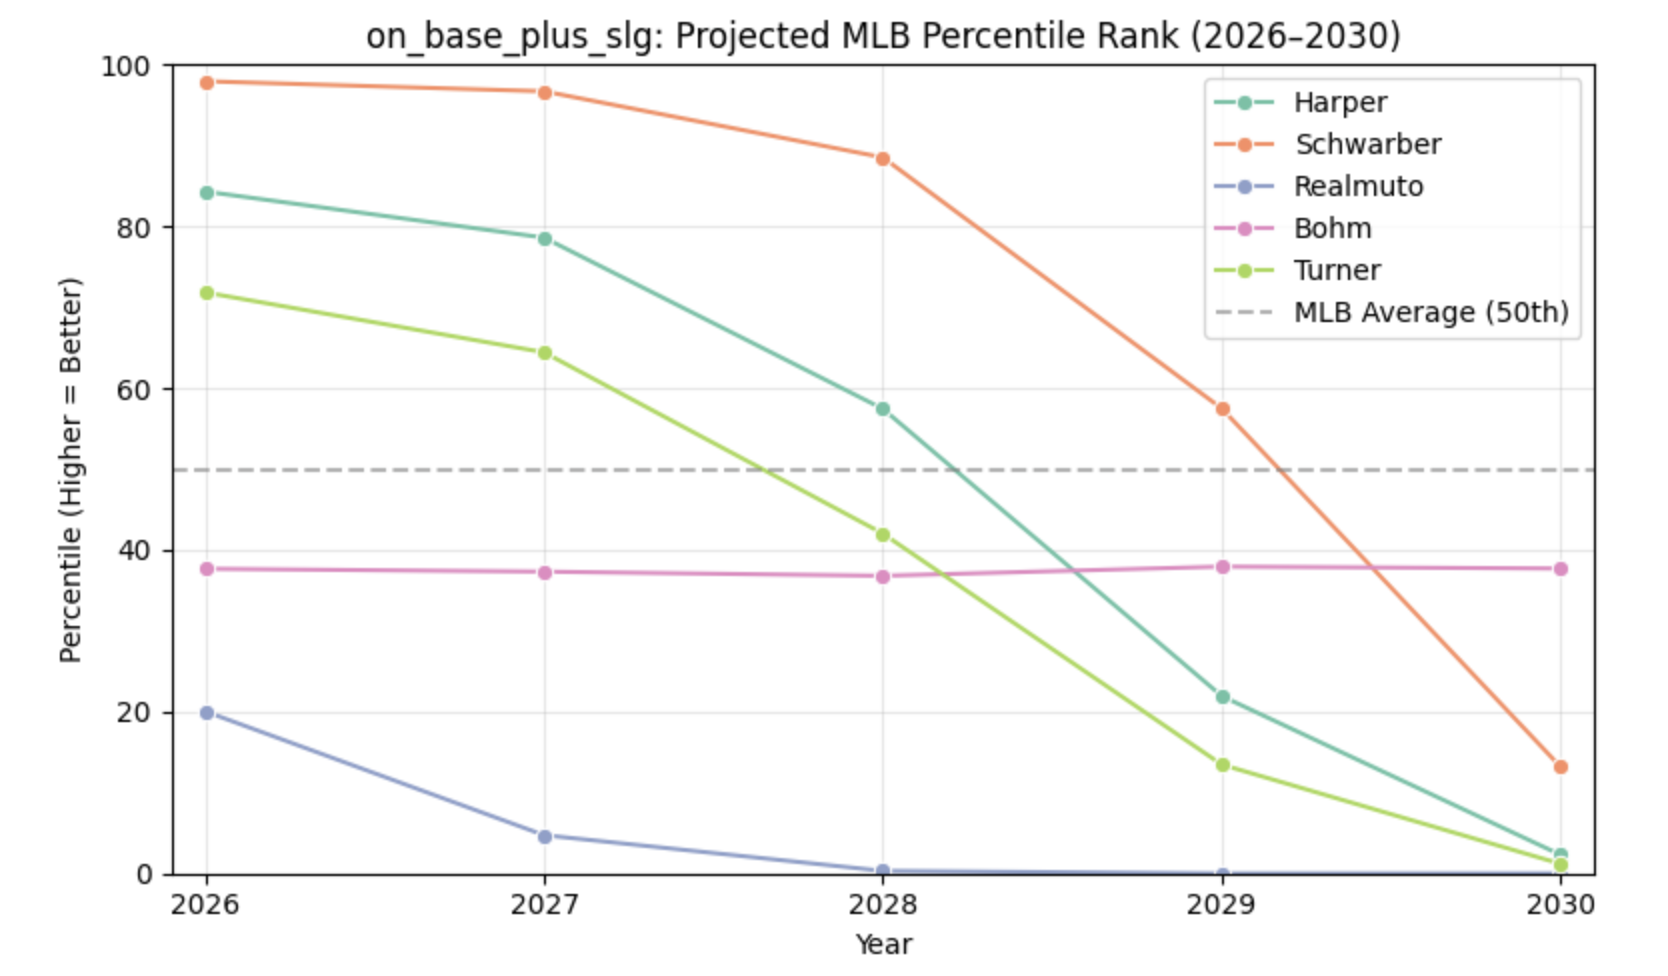 on_base_plus_slg: Projected MLB Percentile Rank (2026–2030)
100
80
60
40
20
0
Percentile (Higher = Better)
Harper
Schwarber
Realmuto
Bohm
Turner
MLB Average (50th)
2026 2027 2028 2029 2030
Year